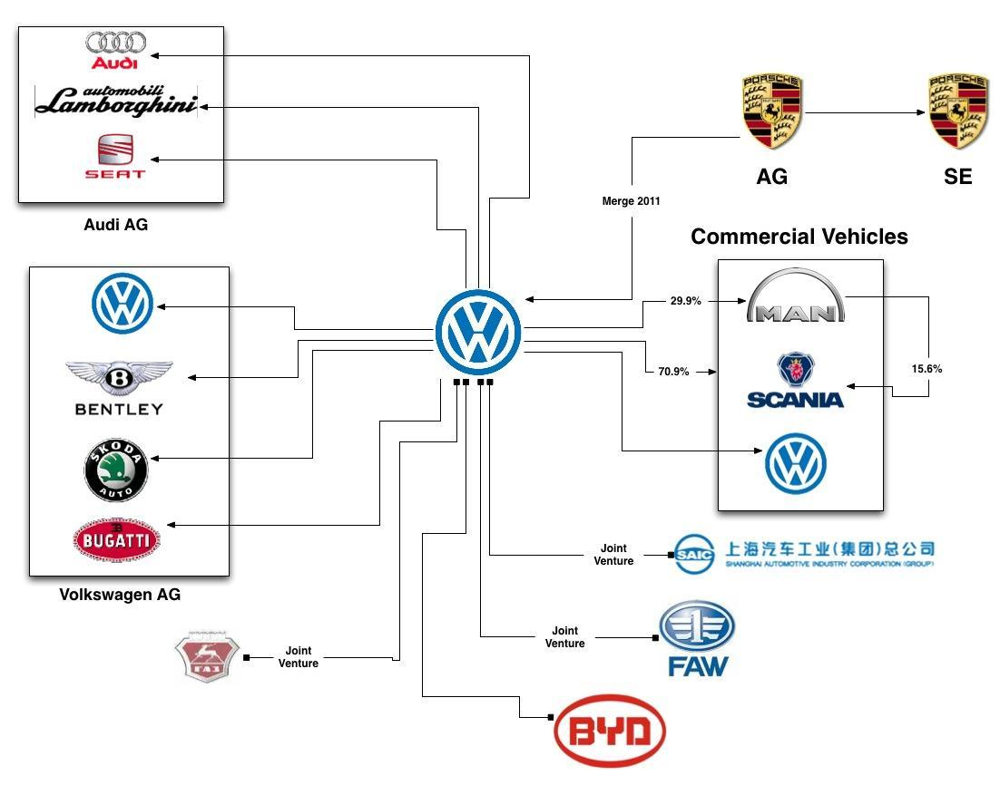 Audi
automobili
Lamborghini
SEAT
Audi AG
PORSCHE
PORSCHE
AG
SE
Merge 2011
Commercial Vehicles
29.9%
MAN
70.9%
15.6%
SCANIA
B
BENTLEY
ŠKODA
AUTO
BUGATTI
Volkswagen AG
Joint
Venture
SAIC
上海汽车工业(集团)总公司
SHANGHAI AUTOMOTIVE INDUSTRY CORPORATION (GROUP)
ГАЗ
Joint
Venture
Joint
Venture
FAW
BYD